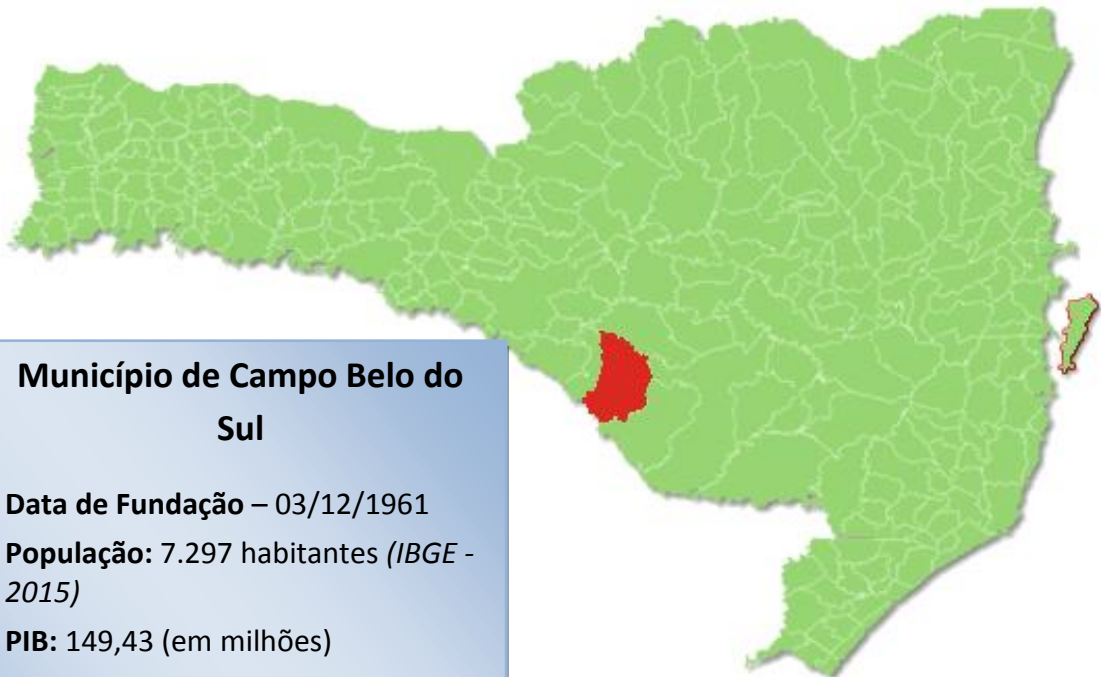 Município de Campo Belo do
Sul
Data de Fundação – 03/12/1961
População: 7.297 habitantes (IBGE -
2015)
PIB: 149,43 (em milhões)